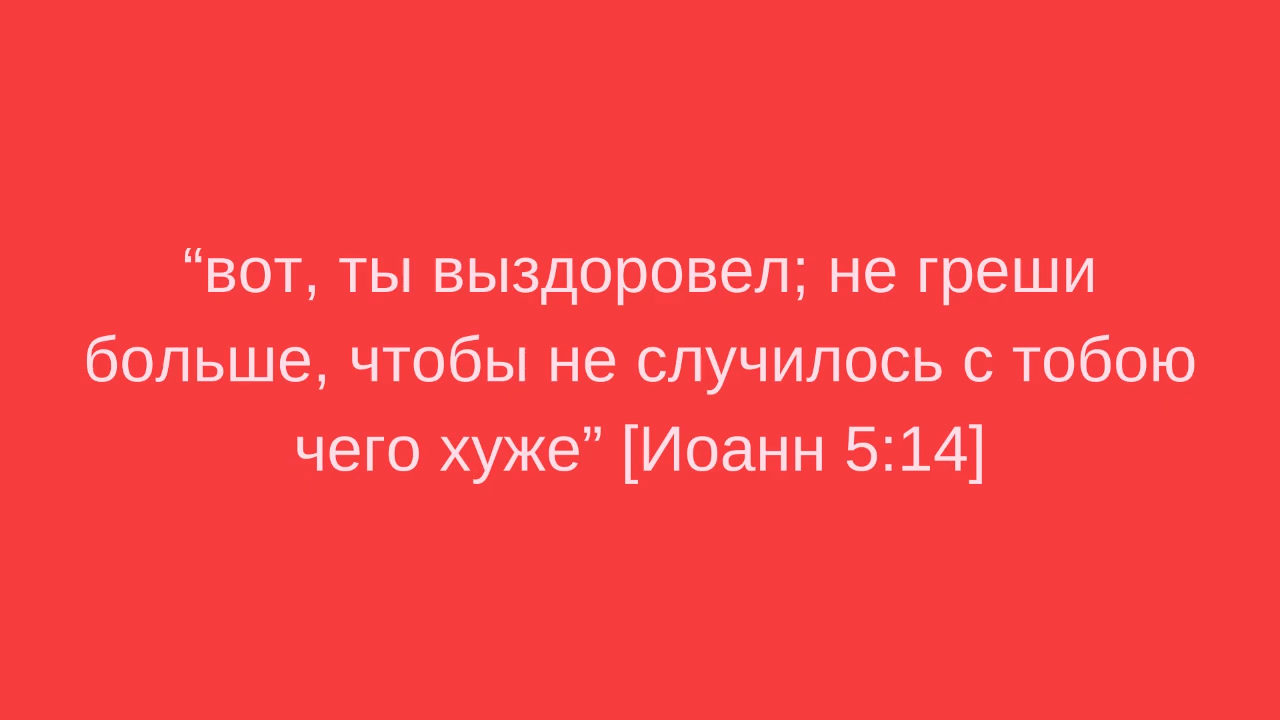 “вот, ты выздоровел; не греши
больше, чтобы не случилось с тобою
чего хуже” [Иоанн 5:14]